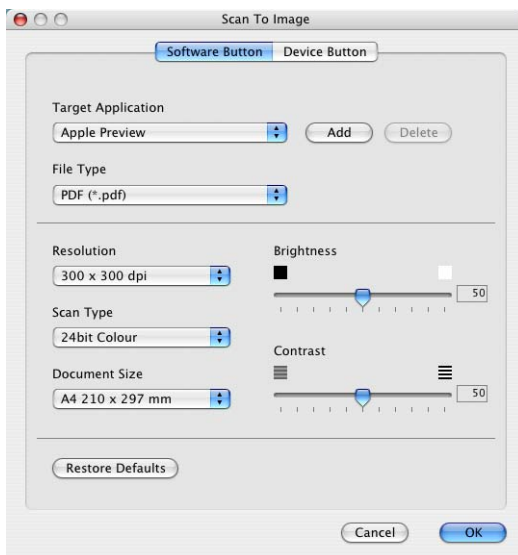 Scan To Image
Software Button Device Button
Target Application
Apple Preview Add Delete
File Type
PDF (*.pdf)
Resolution Brightness
300 x 300 dpi 50
Scan Type
24bit Colour
Contrast
Document Size
A4 210 x 297 mm 50
Restore Defaults
Cancel OK